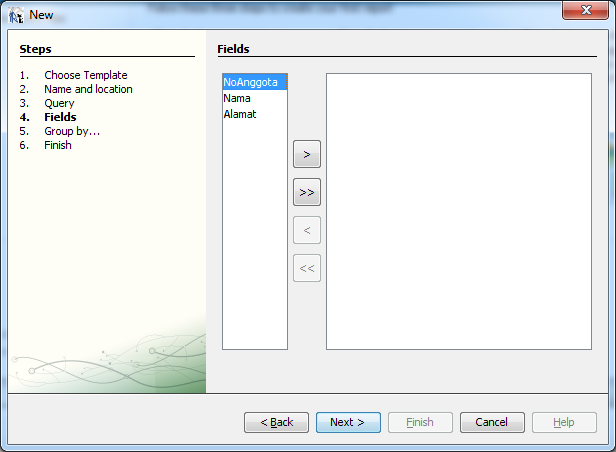 New
Steps
1. Choose Template
2. Name and location
3. Query
4. Fields
5. Group by...
6. Finish
Fields
NoAnggota
Nama
Alamat
>
>>
<
<<
< Back
Next >
Finish
Cancel
Help